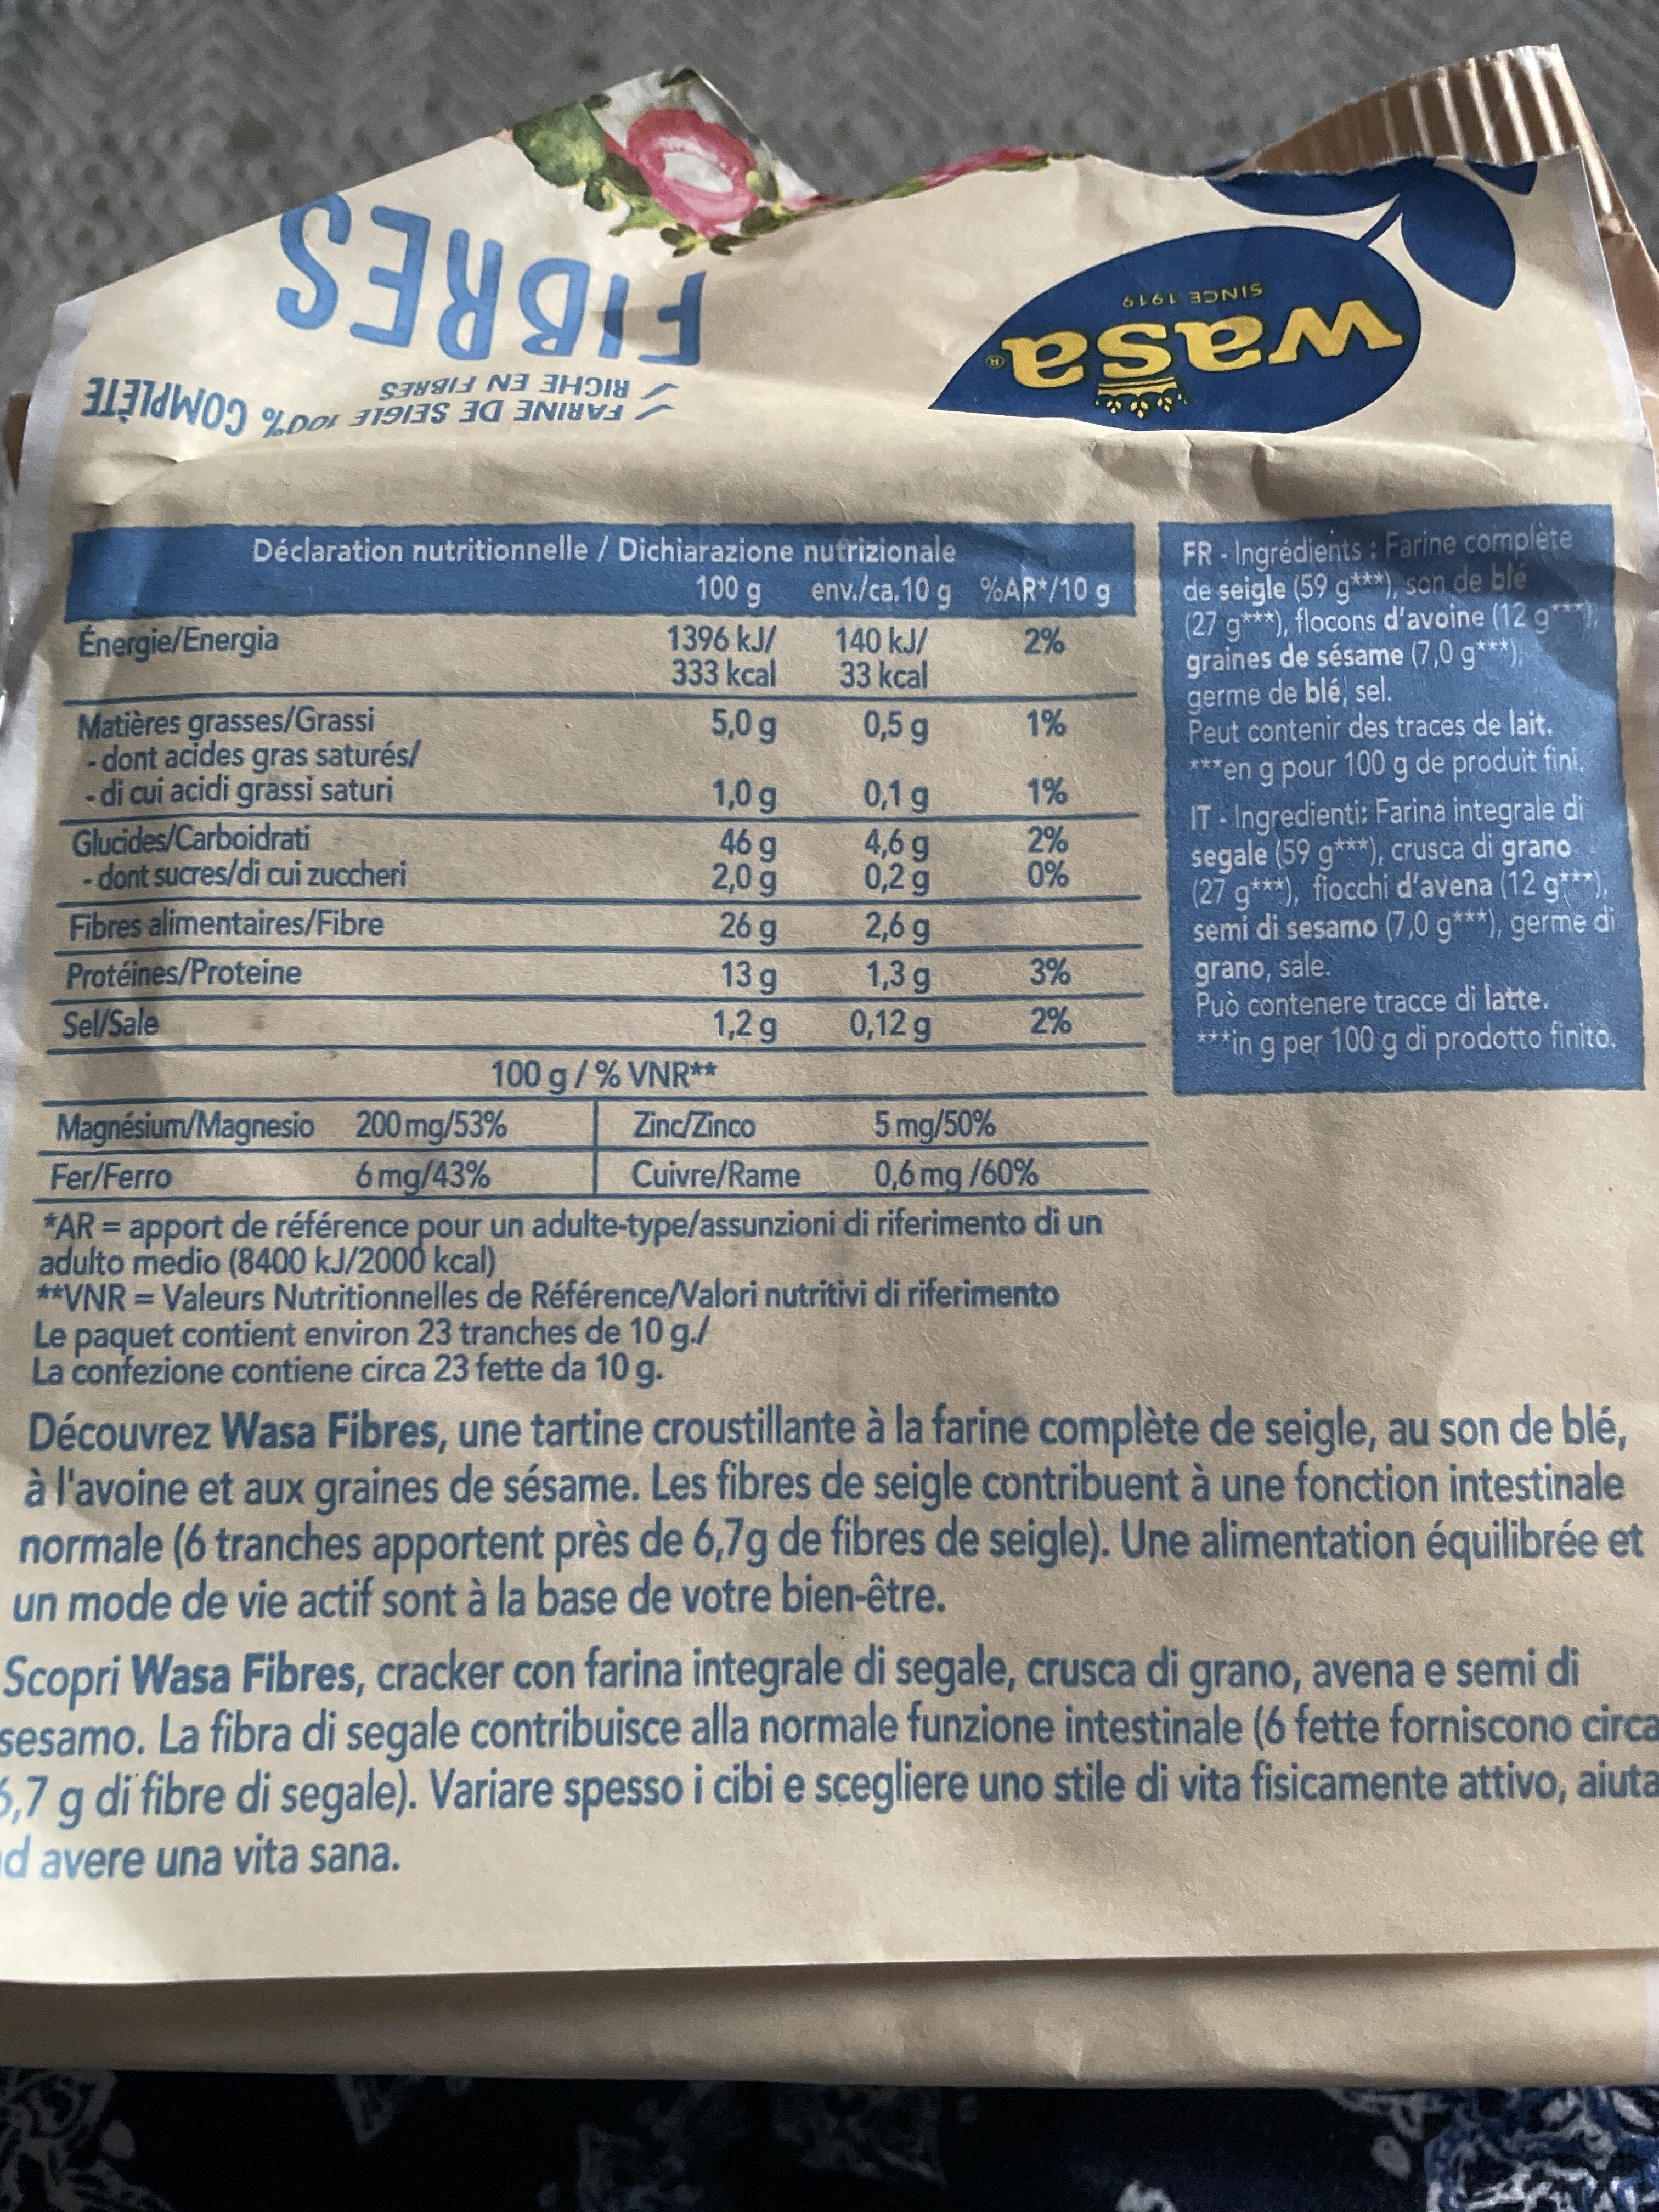 FIBRES
RICHE EN FIBRES
FARINE DE SEIGLE 100% COMPLÈTE
SINCE 1919
wasa®
Déclaration nutritionnelle / Dichiarazione nutrizionale
100 g env./ca.10 g %AR*/10 g
Énergie/Energia 1396 kJ/ 140 kJ/ 2%
333 kcal 33 kcal
Matières grasses/Grassi 5,0 g 0,5 g 1%
- dont acides gras saturés/
- di cui acidi grassi saturi 1,0 g 0,1 g 1%
Glucides/Carboidrati 46 g 4,6 g 2%
- dont sucres/di cui zuccheri 2,0 g 0,2 g 0%
Fibres alimentaires/Fibre 26 g 2,6 g
Protéines/Proteine 13 g 1,3 g 3%
Sel/Sale 1,2 g 0,12 g 2%
100 g / % VNR**
Magnésium/Magnesio 200 mg/53% Zinc/Zinco 5 mg/50%
Fer/Ferro 6 mg/43% Cuivre/Rame 0,6 mg /60%
*AR = apport de référence pour un adulte-type/assunzioni di riferimento di un
adulto medio (8400 kJ/2000 kcal)
**VNR = Valeurs Nutritionnelles de Référence/Valori nutritivi di riferimento
Le paquet contient environ 23 tranches de 10 g./
La confezione contiene circa 23 fette da 10 g.
FR - Ingrédients : Farine complète
de seigle (59 g***), son de blé
(27 g***), flocons d'avoine (12 g***),
graines de sésame (7,0 g***),
germe de blé, sel.
Peut contenir des traces de lait.
***en g pour 100 g de produit fini.
IT - Ingredienti: Farina integrale di
segale (59 g***), crusca di grano
(27 g***), fiocchi d'avena (12 g***),
semi di sesamo (7,0 g***), germe di
grano, sale.
Può contenere tracce di latte.
***in g per 100 g di prodotto finito.
Découvrez Wasa Fibres, une tartine croustillante à la farine complète de seigle, au son de blé,
à l'avoine et aux graines de sésame. Les fibres de seigle contribuent à une fonction intestinale
normale (6 tranches apportent près de 6,7g de fibres de seigle). Une alimentation équilibrée et
un mode de vie actif sont à la base de votre bien-être.
Scopri Wasa Fibres, cracker con farina integrale di segale, crusca di grano, avena e semi di
sesamo. La fibra di segale contribuisce alla normale funzione intestinale (6 fette forniscono circa
6,7 g di fibre di segale). Variare spesso i cibi e scegliere uno stile di vita fisicamente attivo, aiuta
ad avere una vita sana.